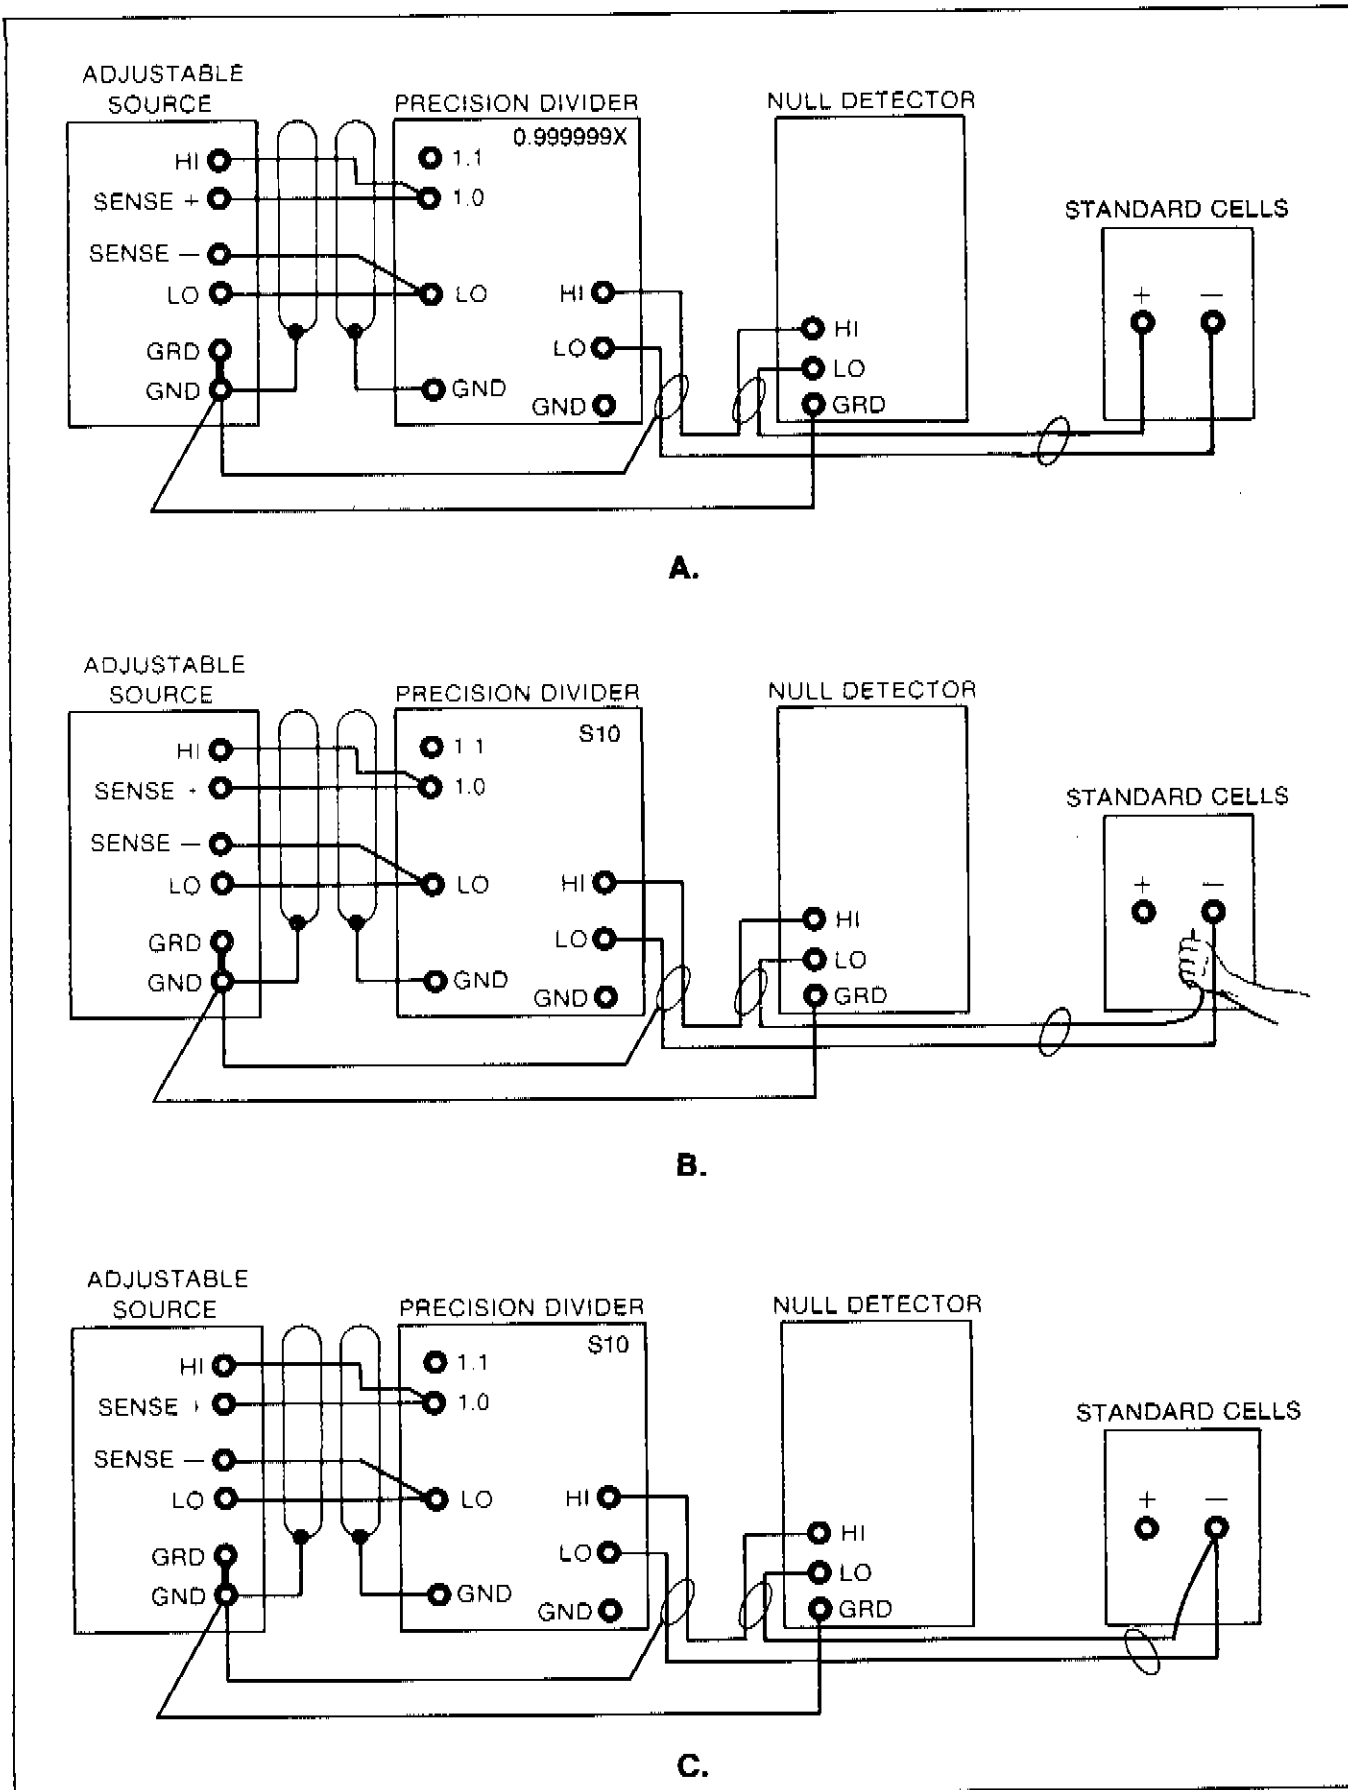 ADJUSTABLE
SOURCE
PRECISION DIVIDER
NULL DETECTOR
0.999999X
HI
1.1
SENSE +
1.0
STANDARD CELLS
SENSE —
LO
LO
HI
+
—
HI
GRD
LO
LO
GND
GND
GND
GRD
A.
ADJUSTABLE
SOURCE
PRECISION DIVIDER
NULL DETECTOR
S10
HI
1 1
SENSE ·
1.0
STANDARD CELLS
SENSE —
LO
LO
HI
+
—
HI
GRD
LO
LO
GND
GND
GND
GRD
B.
ADJUSTABLE
SOURCE
PRECISION DIVIDER
NULL DETECTOR
S10
HI
1.1
SENSE
1.0
STANDARD CELLS
SENSE —
LO
LO
HI
+
—
HI
GRD
LO
LO
GND
GND
GND
GRD
C.